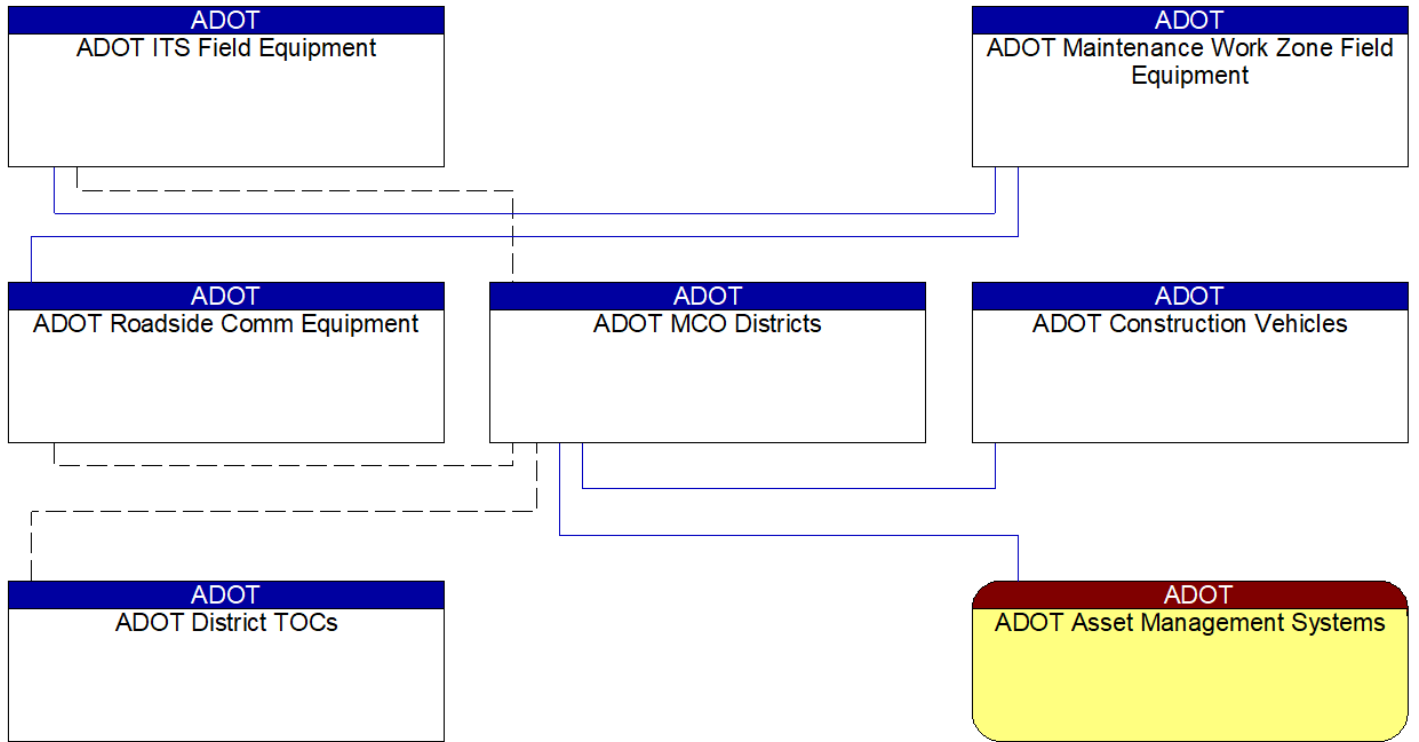 ADOT
ADOT ITS Field Equipment
ADOT
ADOT Maintenance Work Zone Field
Equipment
ADOT
ADOT Roadside Comm Equipment
ADOT
ADOT MCO Districts
ADOT
ADOT Construction Vehicles
ADOT
ADOT District TOCs
ADOT
ADOT Asset Management Systems